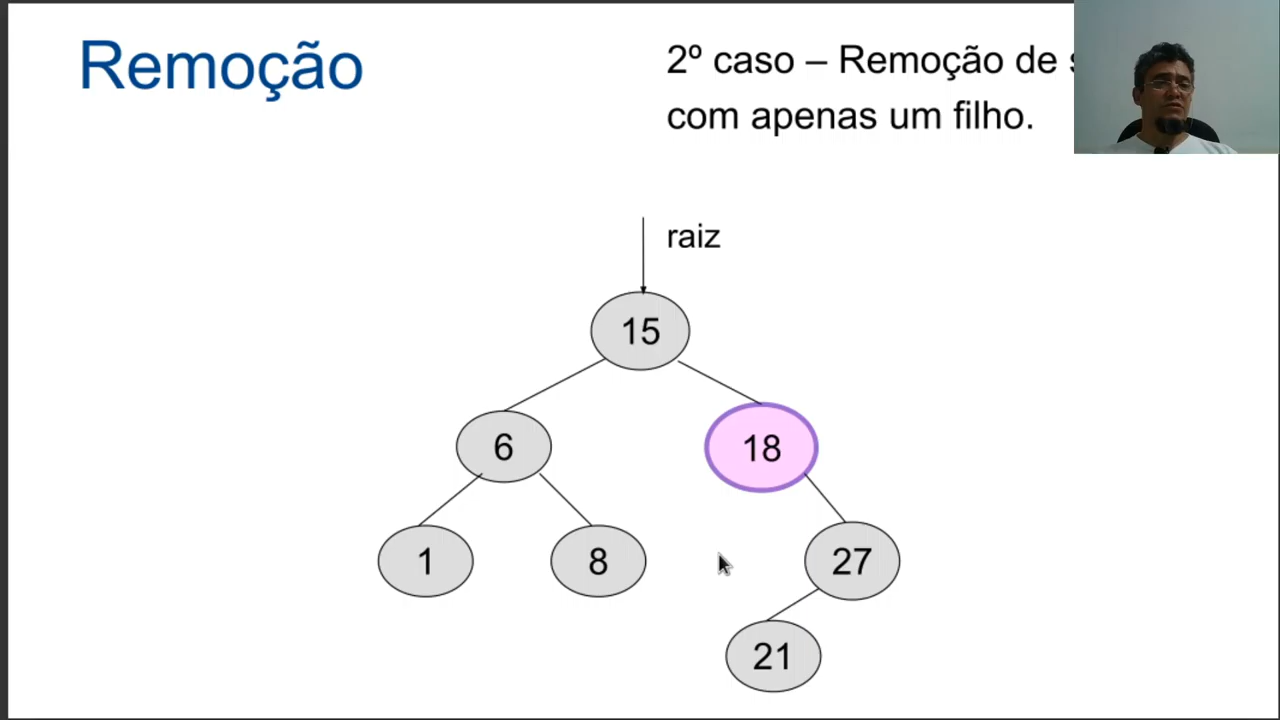 Remoção
2º caso – Remoção de
com apenas um filho.
raiz
15
6
18
1
8
27
21